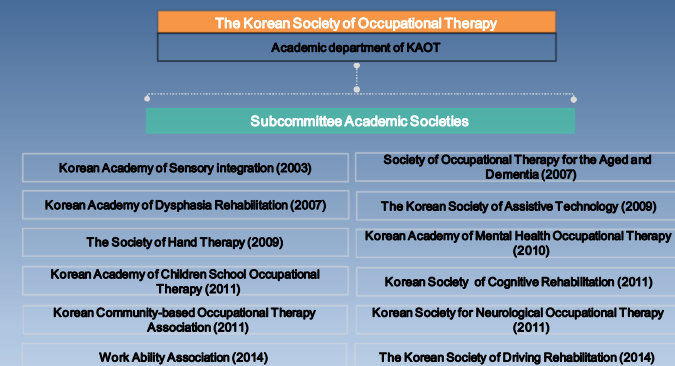 The Korean Society of Occupational Therapy
Academic department of KAOT
Subcommittee Academic Societies
Korean Academy of Sensory integration (2003)
Society of Occupational Therapy for the Aged and
Dementia (2007)
Korean Academy of Dysphasia Rehabilitation (2007)
The Korean Society of Assistive Technology (2009)
The Society of Hand Therapy (2009)
Korean Academy of Mental Health Occupational Therapy
(2010)
Korean Academy of Children School Occupational
Therapy (2011)
Korean Society of Cognitive Rehabilitation (2011)
Korean Community-based Occupational Therapy
Association (2011)
Korean Society for Neurological Occupational Therapy
(2011)
Work Ability Association (2014)
The Korean Society of Driving Rehabilitation (2014)